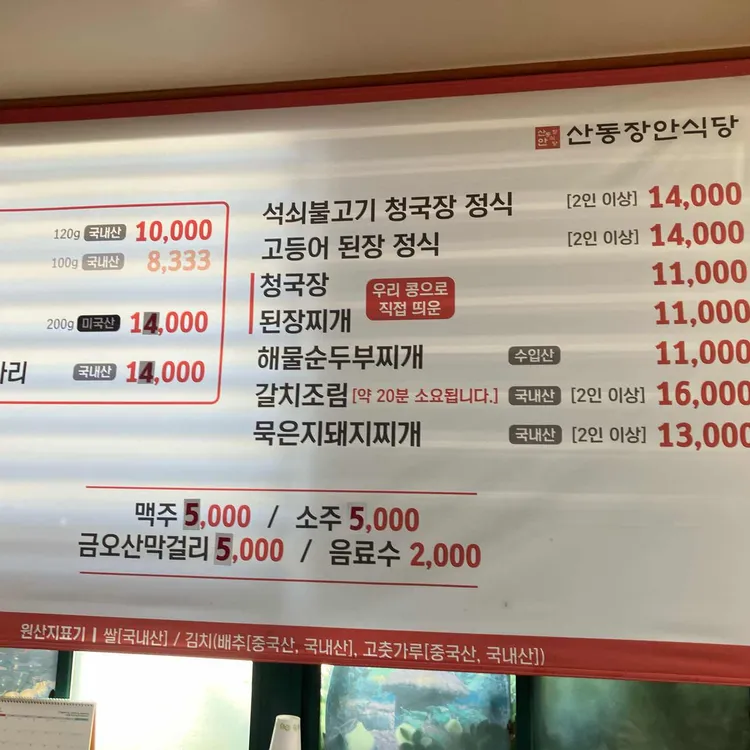 산동장안식당
120g 국내산 10,000
100g 국내산 8,333
200g 미국산 14,000
국내산 14,000
석쇠불고기 청국장 정식 [2인 이상] 14,000
고등어 된장 정식 [2인 이상] 14,000
청국장 11,000
된장찌개 11,000
우리 콩으로
직접 띄운
해물순두부찌개 수입산 11,000
갈치조림 [약 20분 소요됩니다.] 국내산 [2인 이상] 16,000
묵은지돼지찌개 국내산 [2인 이상] 13,000
맥주 5,000 / 소주 5,000
금오산막걸리 5,000 / 음료수 2,000
원산지표기 | 쌀[국내산] / 김치(배추[중국산, 국내산], 고춧가루[중국산, 국내산])